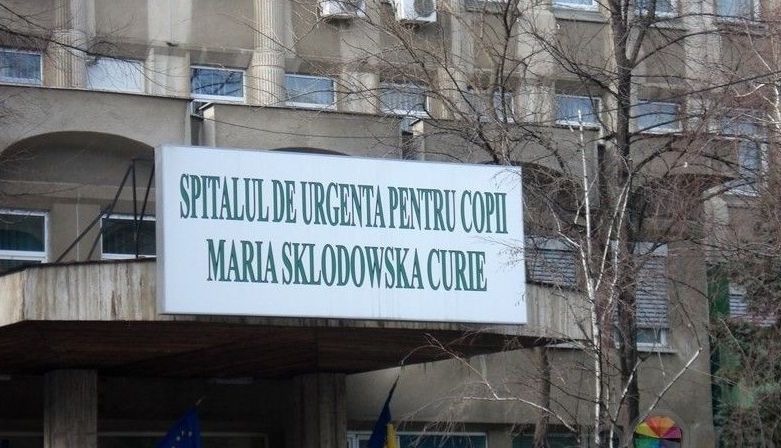 SPITALUL DE URGENTA PENTRU COPII
MARIA SKLODOWSKA CURIE